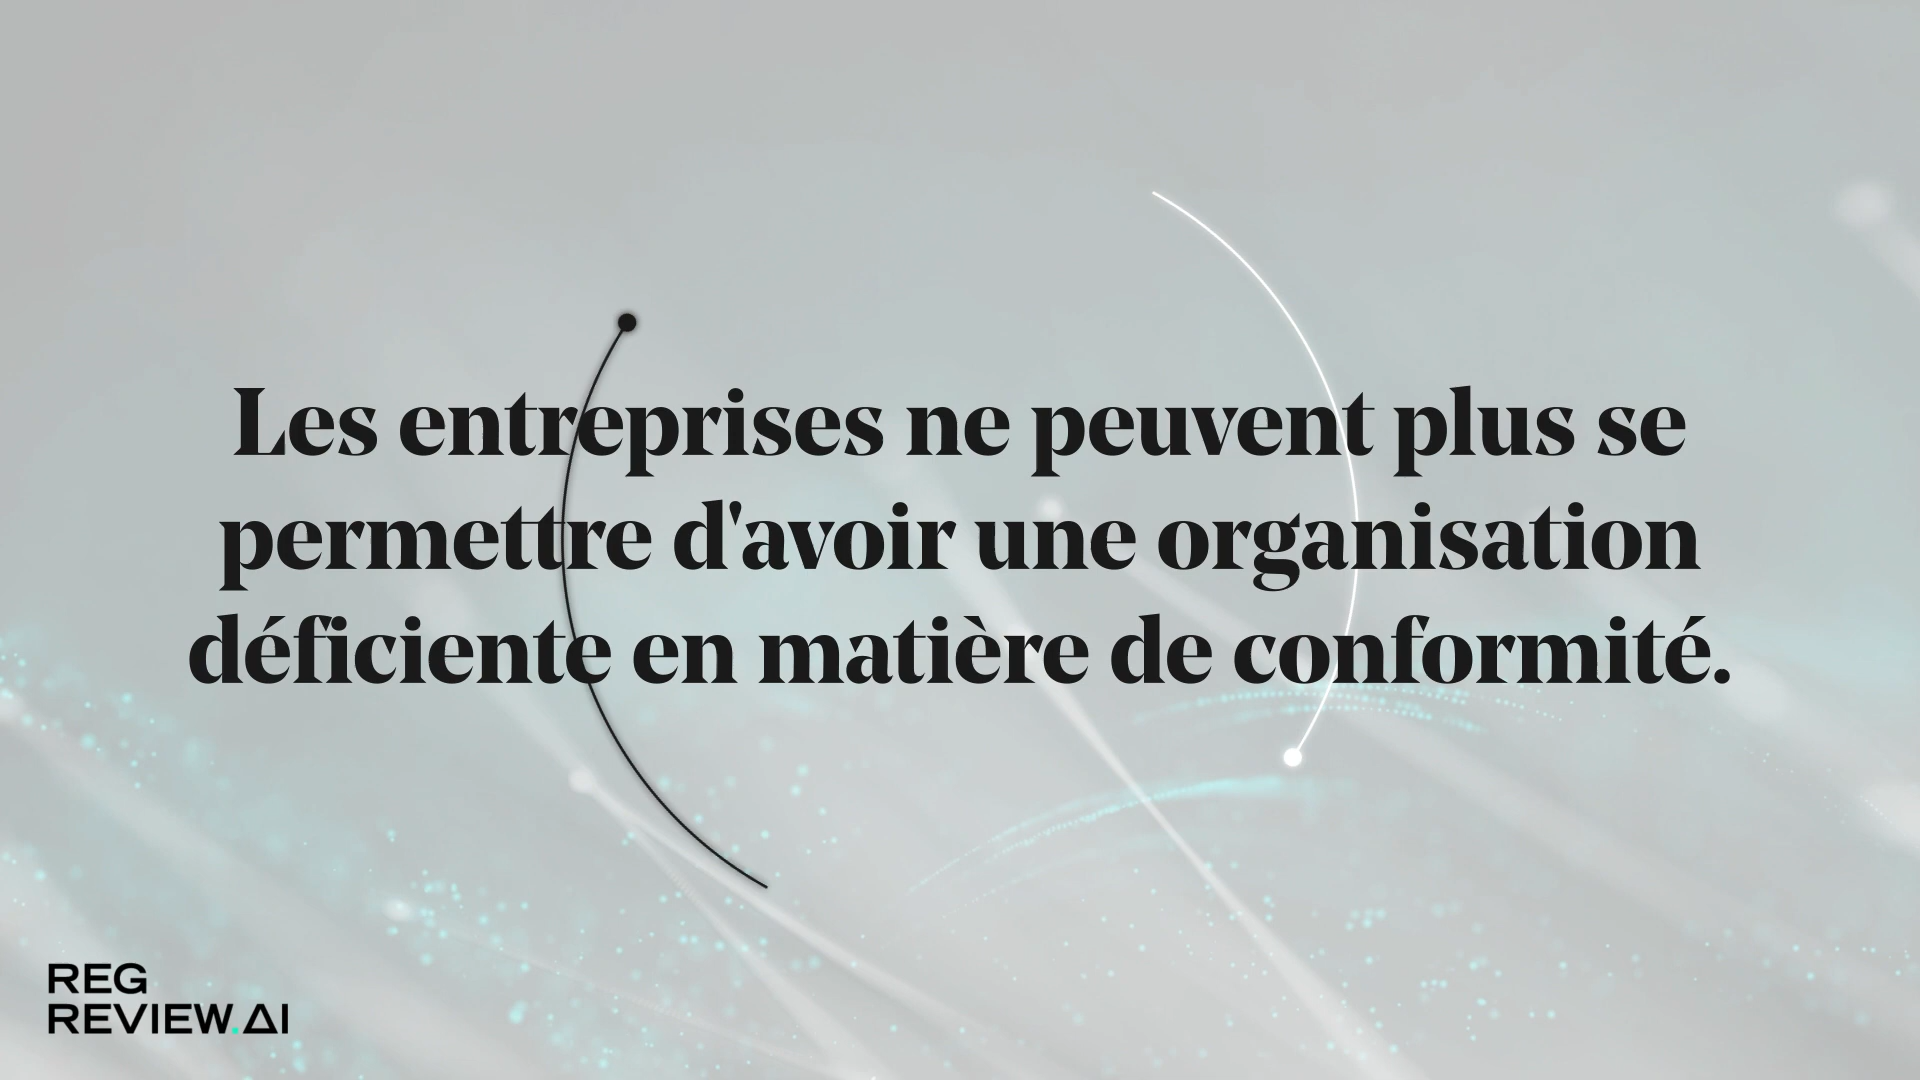 Les entreprises ne peuvent plus se
permettre d'avoir une organisation
déficiente en matière de conformité.
REG
REVIEW.AI